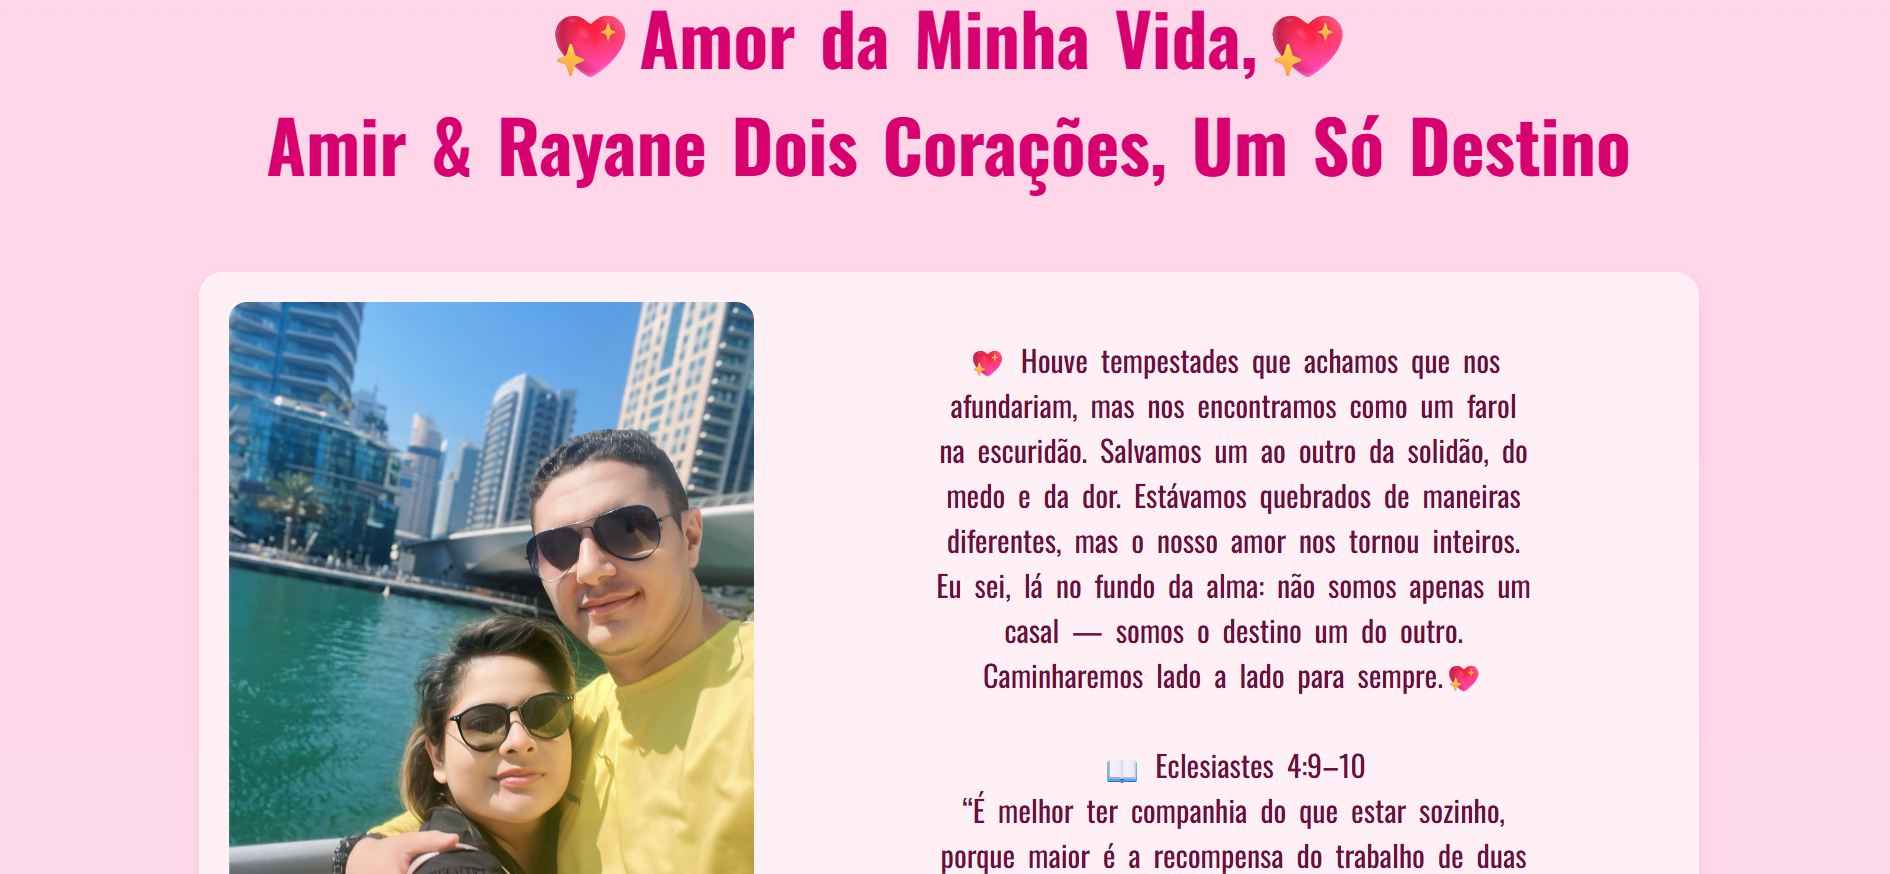 💖Amor da Minha Vida,💖
Amir & Rayane Dois Corações, Um Só Destino
💖 Houve tempestades que achamos que nos
afundariam, mas nos encontramos como um farol
na escuridão. Salvamos um ao outro da solidão, do
medo e da dor. Estávamos quebrados de maneiras
diferentes, mas o nosso amor nos tornou inteiros.
Eu sei, lá no fundo da alma: não somos apenas um
casal — somos o destino um do outro.
Caminharemos lado a lado para sempre.💖
📖 Eclesiastes 4:9–10
“É melhor ter companhia do que estar sozinho,
porque maior é a recompensa do trabalho de duas